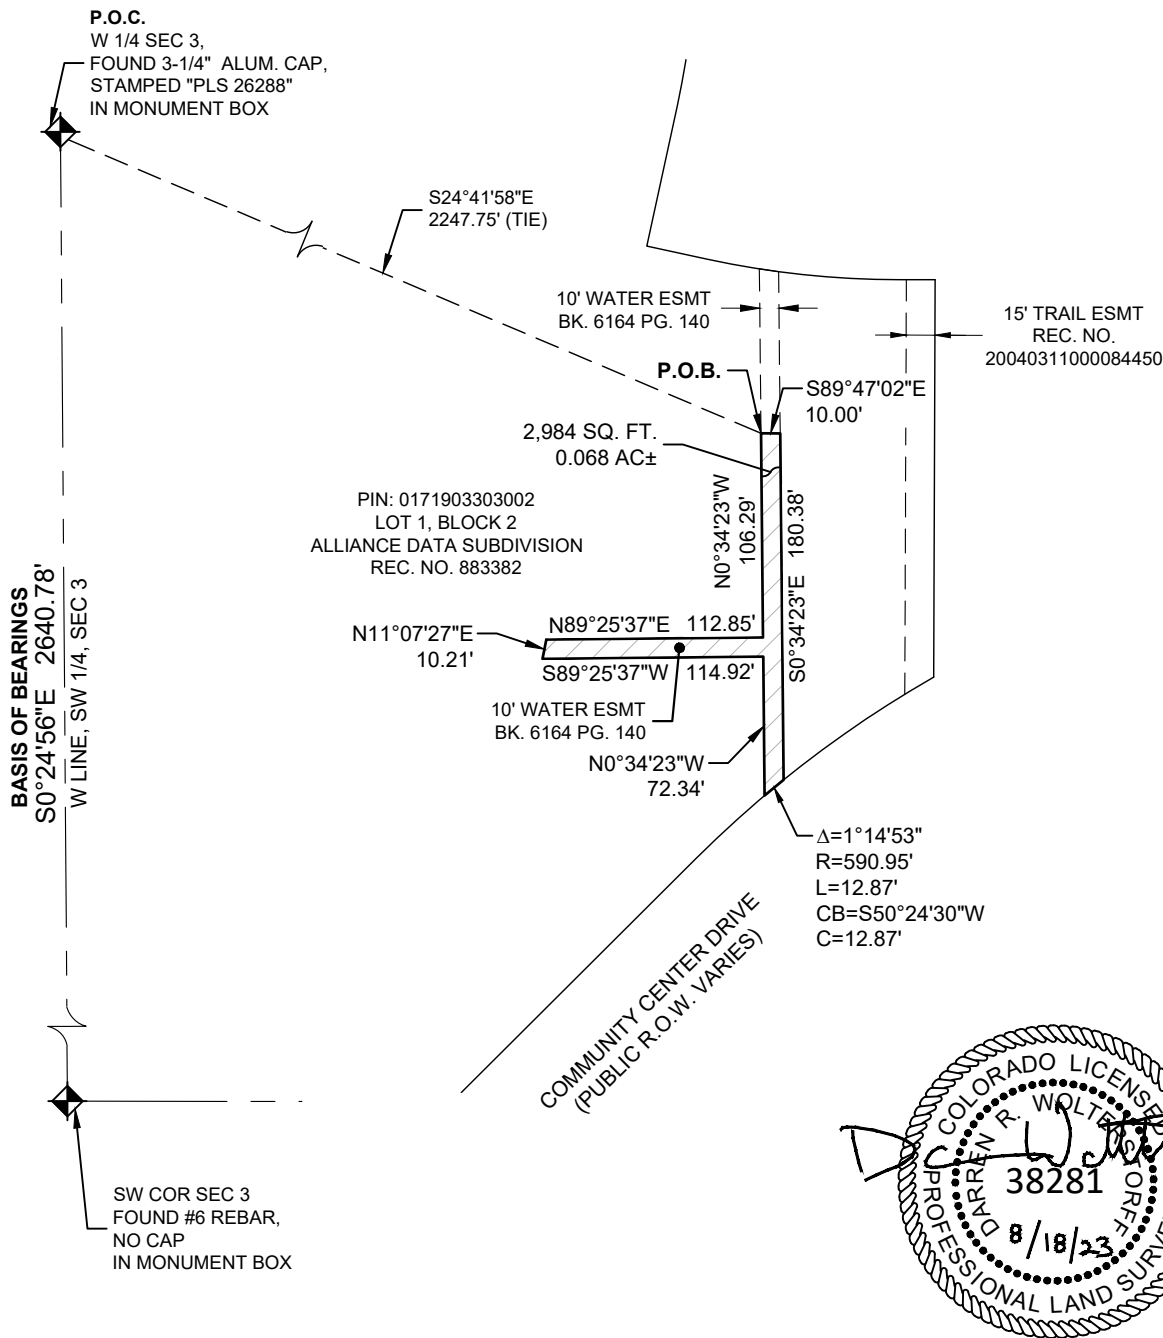 P.O.C.
W 1/4 SEC 3,
FOUND 3-1/4" ALUM. CAP,
STAMPED "PLS 26288"
IN MONUMENT BOX
S24°41'58"E
2247.75' (TIE)
10' WATER ESMT
BK. 6164 PG. 140
15' TRAIL ESMT
REC. NO.
20040311000084450
P.O.B.
S89°47'02"E
10.00'
2,984 SQ. FT.
0.068 AC±
PIN: 0171903303002
LOT 1, BLOCK 2
ALLIANCE DATA SUBDIVISION
REC. NO. 883382
N0°34'23"W
106.29'
S0°34'23"E 180.38'
BASIS OF BEARINGS
S0°24'56"E 2640.78'
W LINE, SW 1/4, SEC 3
N11°07'27"E
10.21'
N89°25'37"E 112.85'
S89°25'37"W 114.92'
10' WATER ESMT
BK. 6164 PG. 140
N0°34'23"W
72.34'
Δ=1°14'53"
R=590.95'
L=12.87'
CB=S50°24'30"W
C=12.87'
COMMUNITY CENTER DRIVE
(PUBLIC R.O.W. VARIES)
SW COR SEC 3
FOUND #6 REBAR,
NO CAP
IN MONUMENT BOX
COLORADO LICENSED
DARREN R. WOLTERSTORFF
38281
8/18/23
PROFESSIONAL LAND SURVE